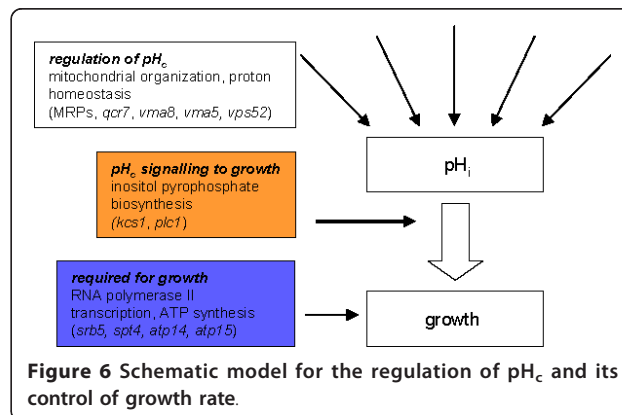 regulation of pHc
mitochondrial organization, proton
homeostasis
(MRPs, qcr7, vma8, vma5, vps52)
pHi
pHc signalling to growth
inositol pyrophosphate
biosynthesis
(kcs1, plc1)
required for growth
RNA polymerase II
transcription, ATP synthesis
(srb5, spt4, atp14, atp15)
growth
Figure 6 Schematic model for the regulation of pHc and its
control of growth rate.